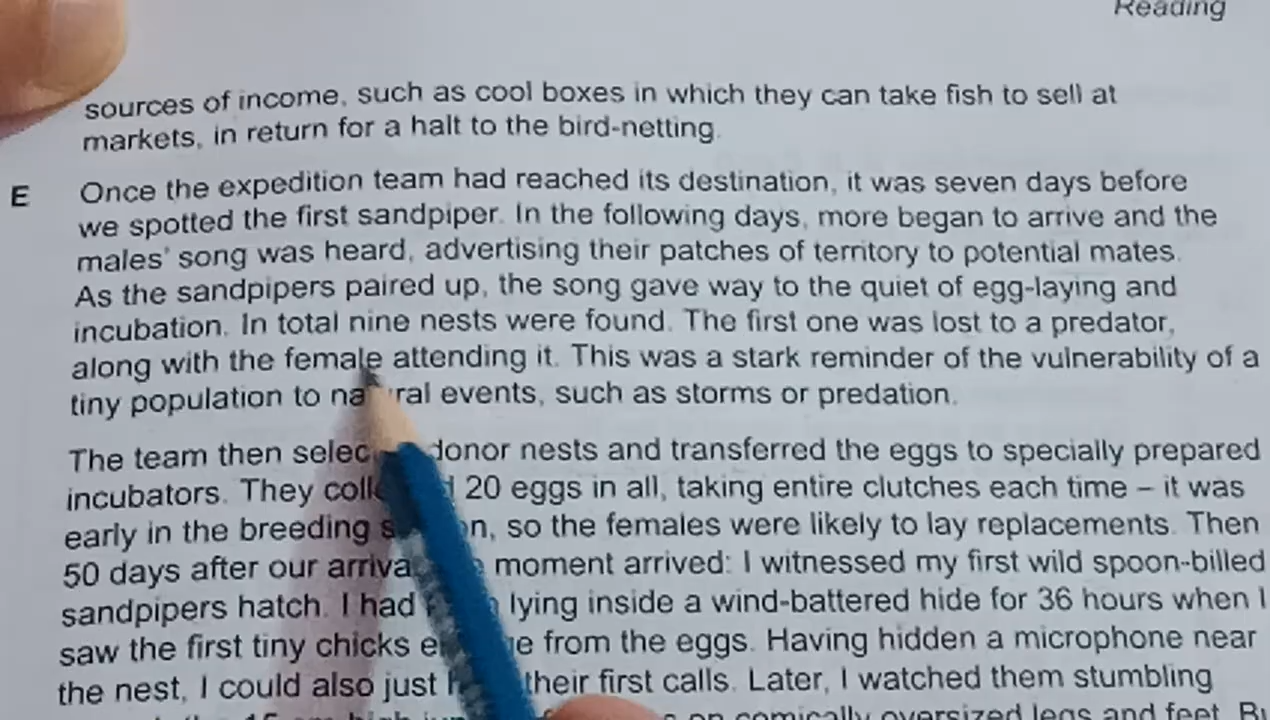 Reading
sources of income, such as cool boxes in which they can take fish to sell at
markets, in return for a halt to the bird-netting.
E Once the expedition team had reached its destination, it was seven days before
we spotted the first sandpiper. In the following days, more began to arrive and the
males' song was heard, advertising their patches of territory to potential mates.
As the sandpipers paired up, the song gave way to the quiet of egg-laying and
incubation. In total nine nests were found. The first one was lost to a predator,
along with the female attending it. This was a stark reminder of the vulnerability of a
tiny population to natural events, such as storms or predation.
The team then selec donor nests and transferred the eggs to specially prepared
incubators. They coll 20 eggs in all, taking entire clutches each time – it was
early in the breeding s n, so the females were likely to lay replacements. Then
50 days after our arriva moment arrived: I witnessed my first wild spoon-billed
sandpipers hatch. I had lying inside a wind-battered hide for 36 hours when I
saw the first tiny chicks e e from the eggs. Having hidden a microphone near
the nest, I could also just their first calls. Later, I watched them stumbling
on comically oversized legs and feet.